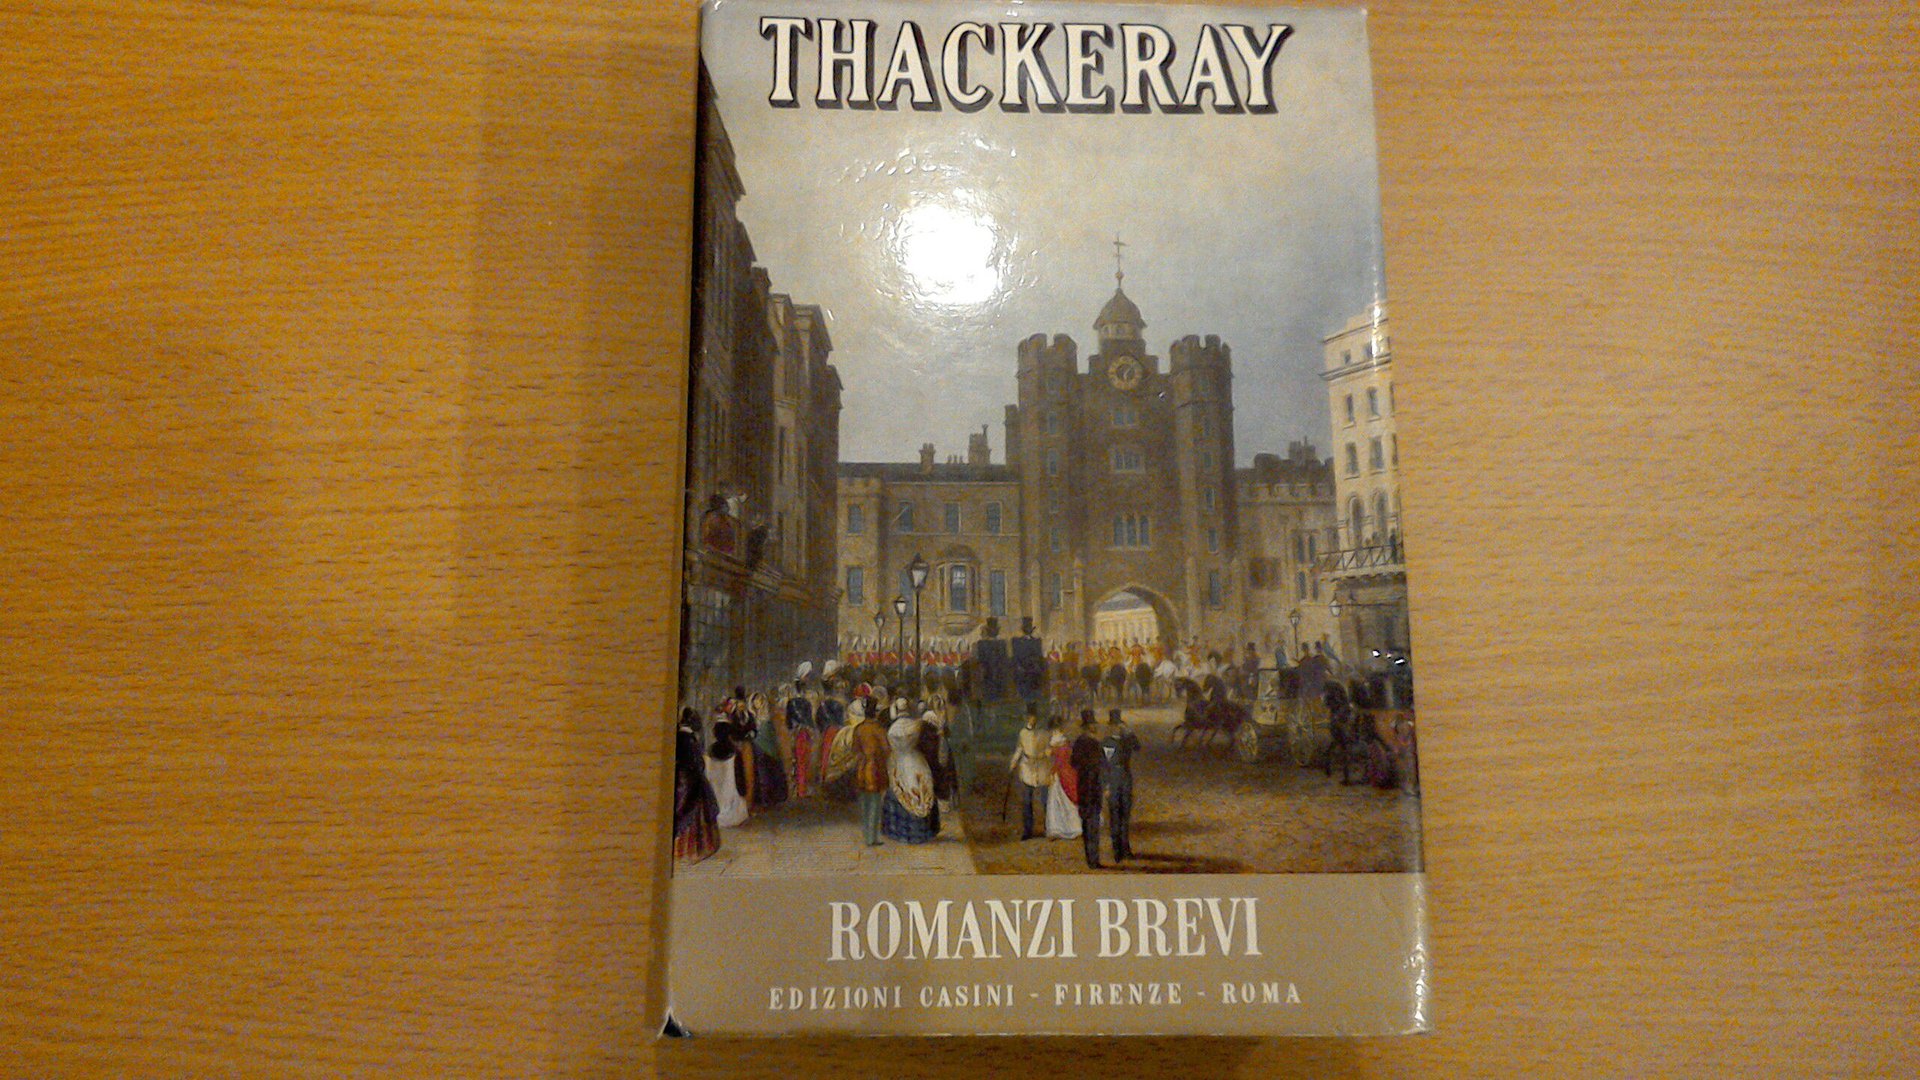 THACKERAY
ROMANZI BREVI
EDIZIONI CASINI - FIRENZE - ROMA